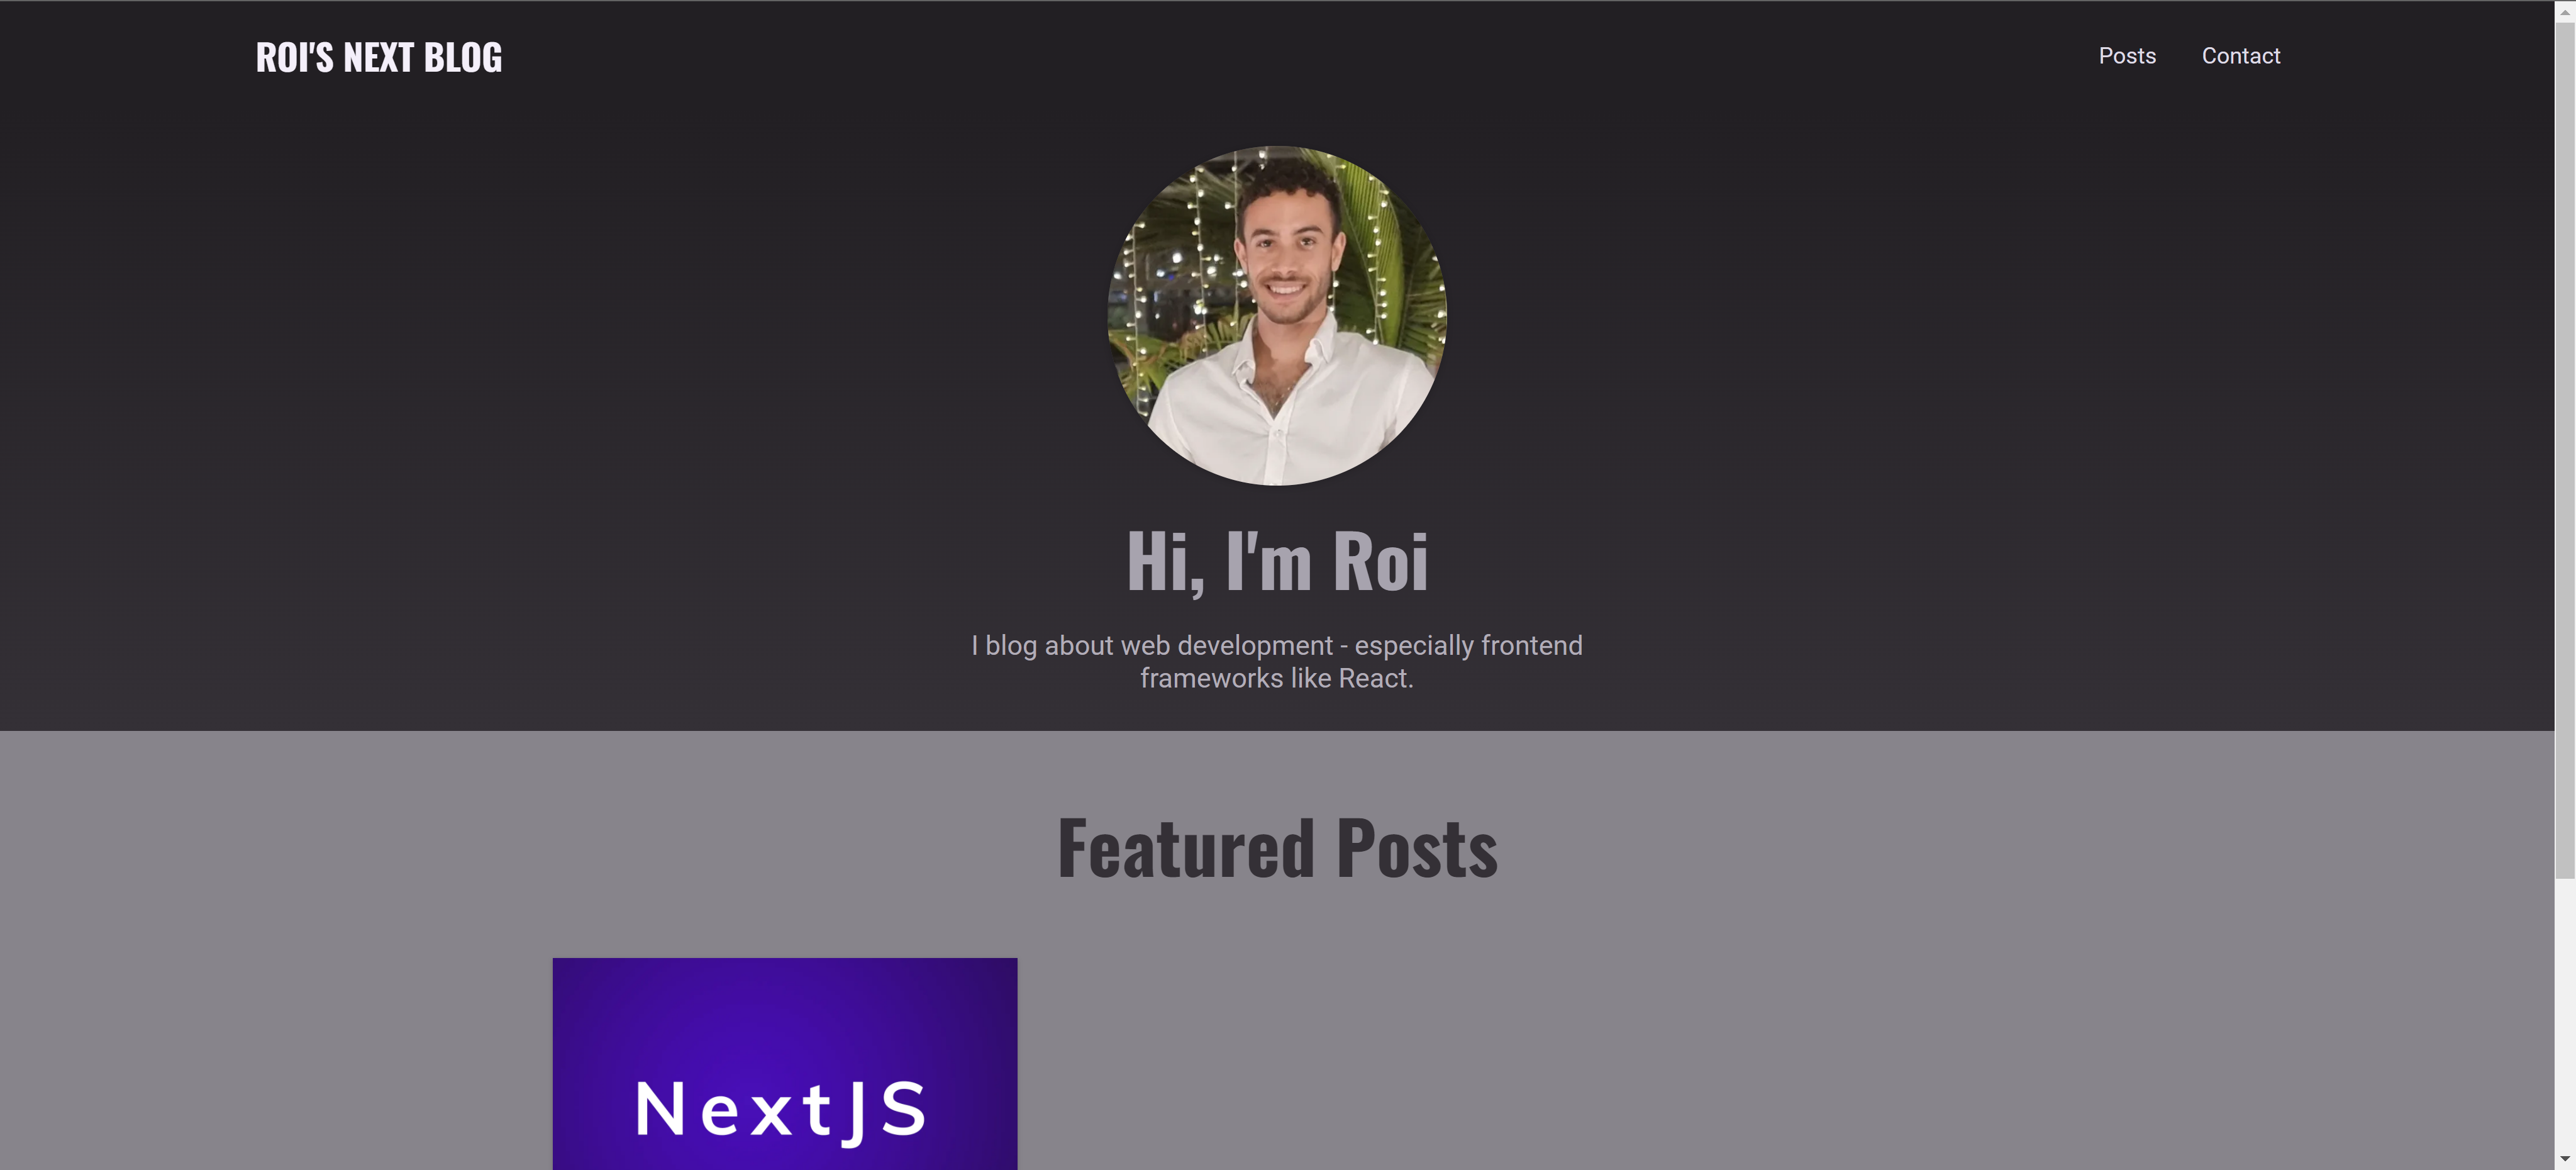 ROI'S NEXT BLOG
Posts
Contact
Hi, I'm Roi
I blog about web development - especially frontend
frameworks like React.
Featured Posts
NextJS